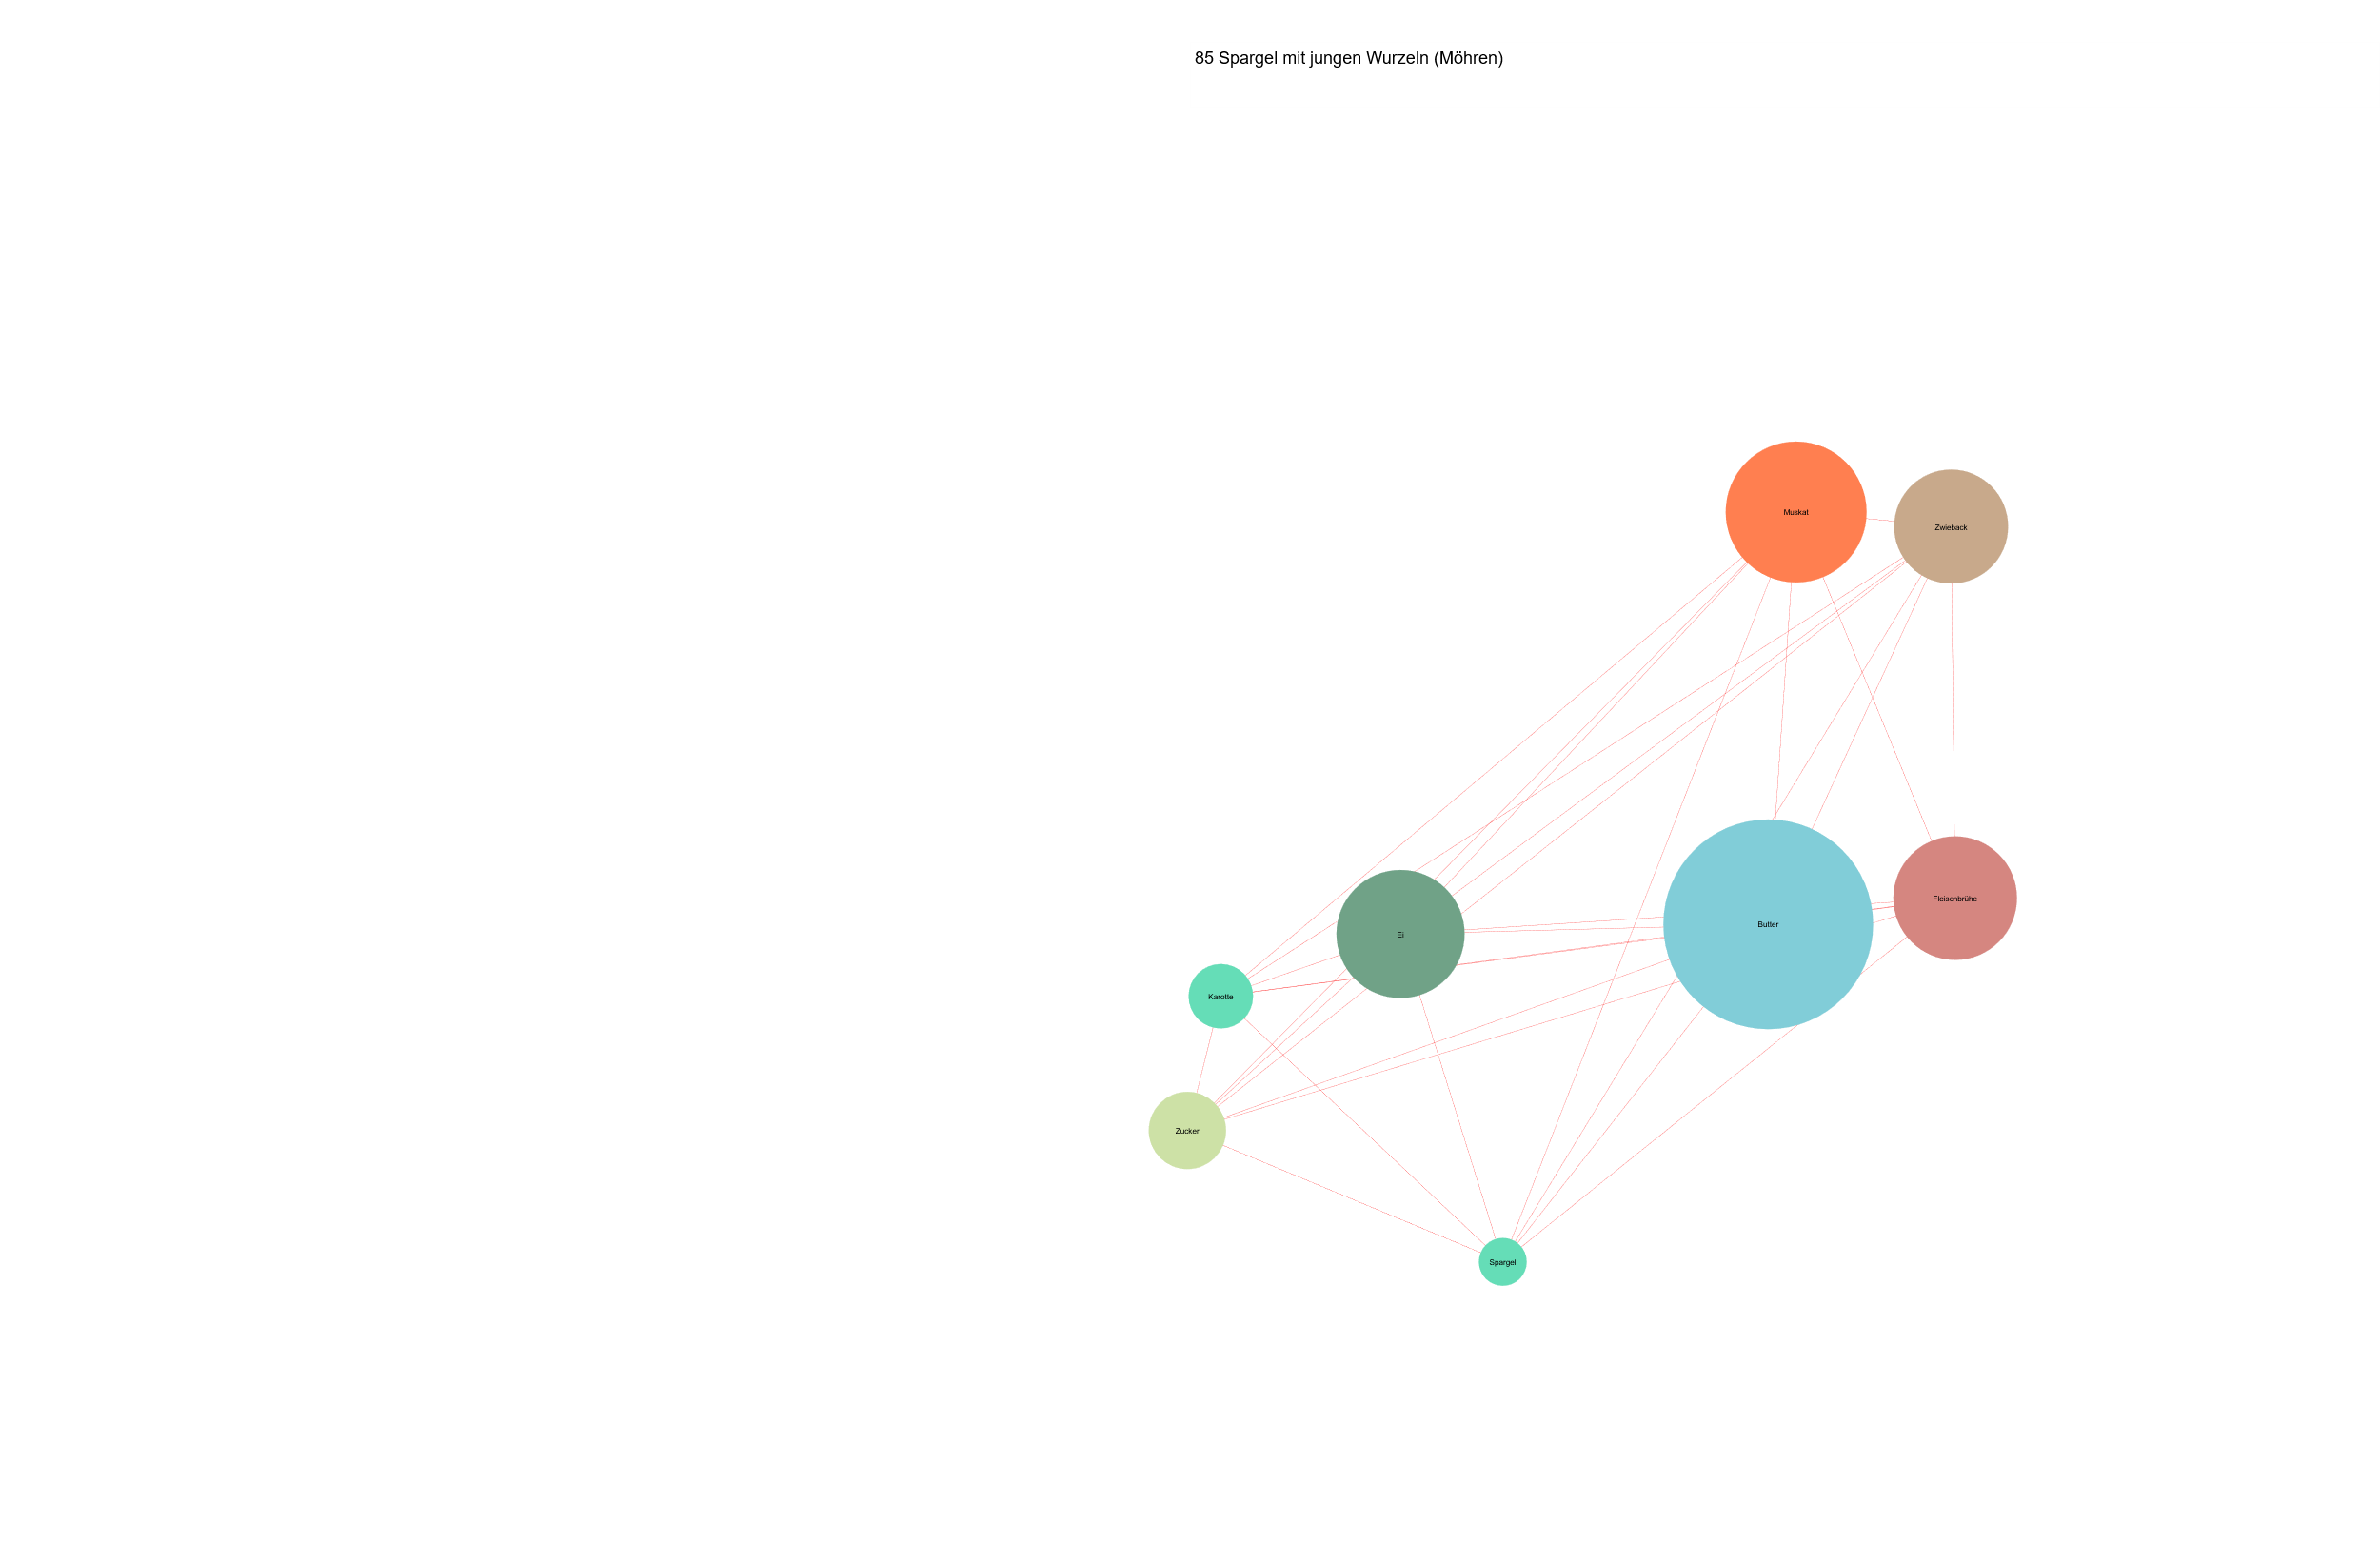 85 Spargel mit jungen Wurzeln (Möhren)
Muskat
Zwieback
Fleischbrühe
Butter
Ei
Karotte
Zucker
Spargel